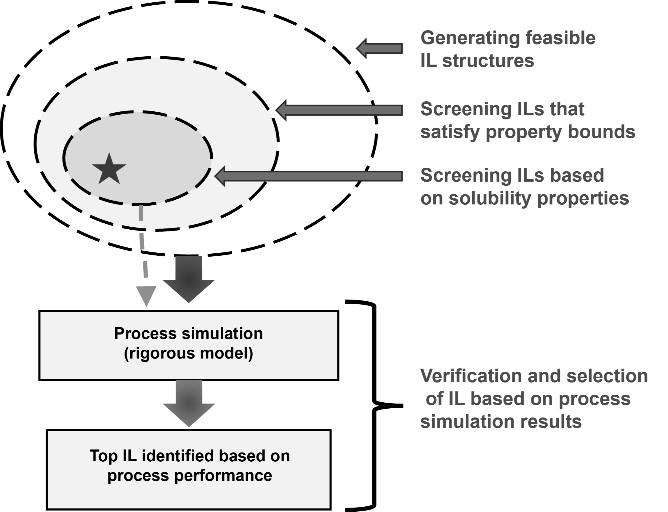 Generating feasible
IL structures
Screening ILs that
satisfy property bounds
Screening ILs based
on solubility properties
Process simulation
(rigorous model)
Verification and selection
of IL based on process
simulation results
Top IL identified based on
process performance